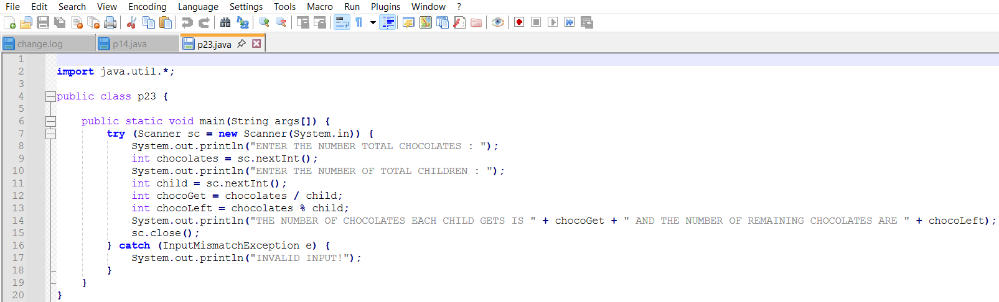 File Edit Search View Encoding Language Settings Tools Macro Run Plugins Window ?
change.log p14.java p23.java
1
2 import java.util.*;
3
4 public class p23 {
5
6 public static void main(String args[]) {
7 try (Scanner sc = new Scanner(System.in)) {
8 System.out.println("ENTER THE NUMBER TOTAL CHOCOLATES : ");
9 int chocolates = sc.nextInt();
10 System.out.println("ENTER THE NUMBER OF TOTAL CHILDREN : ");
11 int child = sc.nextInt();
12 int chocoGet = chocolates / child;
13 int chocoLeft = chocolates % child;
14 System.out.println("THE NUMBER OF CHOCOLATES EACH CHILD GETS IS " + chocoGet + " AND THE NUMBER OF REMAINING CHOCOLATES ARE " + chocoLeft);
15 sc.close();
16 } catch (InputMismatchException e) {
17 System.out.println("INVALID INPUT!");
18 }
19 }
20 }